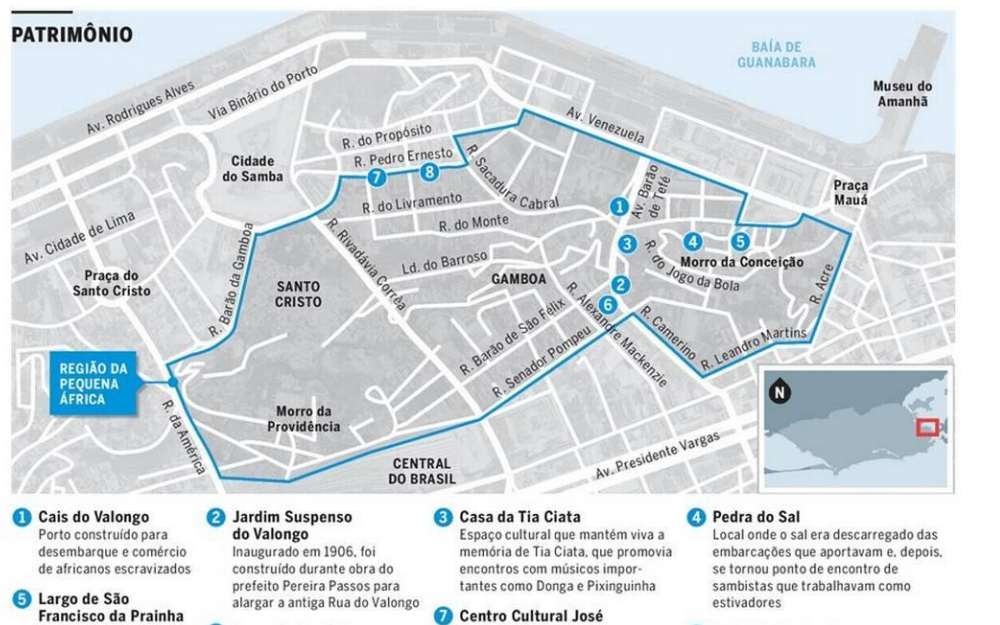 PATRIMÔNIO
BAÍA DE
GUANABARA
Museu do
Amanhã
Av. Rodrigues Alves
Via Binário do Porto
Av. Venezuela
R. do Propósito
R. Pedro Ernesto
R. Sacadura Cabral
Cidade
do Samba
7
8
Av. Barão
de Tefé
Praça
Mauá
R. do Livramento
1
R. do Monte
Av. Cidade de Lima
R. Rivadávia Corrêa
3
4
5
Morro da Conceição
R. do Jogo da Bola
Ld. do Barroso
GAMBOA
Praça do
Santo Cristo
R. Barão da Gamboa
SANTO
CRISTO
2
6
R. Acre
R. Alexandre Mackenzie
R. Camerino
R. Leandro Martins
R. Barão de São Félix
R. Senador Pompeu
REGIÃO DA
PEQUENA
ÁFRICA
R. da América
Morro da
Providência
CENTRAL
DO BRASIL
Av. Presidente Vargas
N
1 Cais do Valongo
Porto construído para
desembarque e comércio
de africanos escravizados
5 Largo de São
Francisco da Prainha
2 Jardim Suspenso
do Valongo
Inaugurado em 1906, foi
construído durante obra do
prefeito Pereira Passos para
alargar a antiga Rua do Valongo
3 Casa da Tia Ciata
Espaço cultural que mantém viva a
memória de Tia Ciata, que promovia
encontros com músicos impor-
tantes como Donga e Pixinguinha
7 Centro Cultural José
4 Pedra do Sal
Local onde o sal era descarregado das
embarcações que aportavam e, depois,
se tornou ponto de encontro de
sambistas que trabalhavam como
estivadores